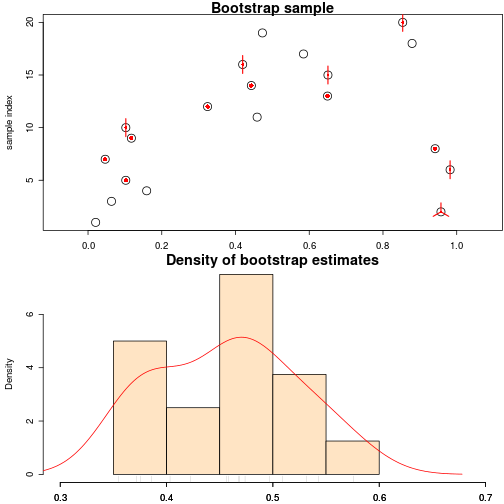 Bootstrap sample
sample index
20
15
10
5
0.0 0.2 0.4 0.6 0.8 1.0
Density of bootstrap estimates
Density
6
4
2
0
0.3 0.4 0.5 0.6 0.7